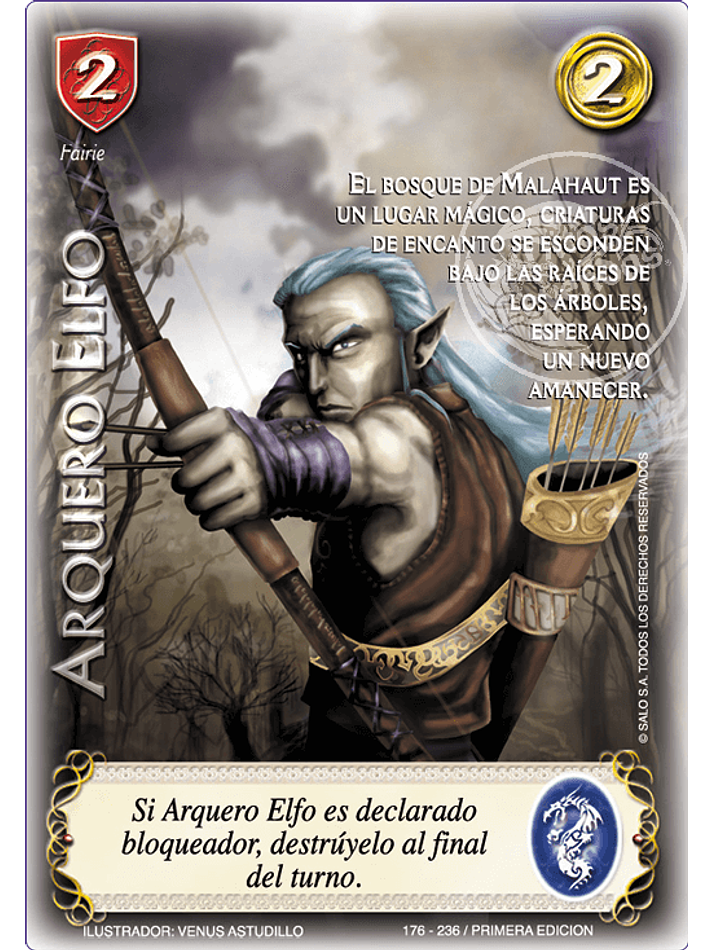 2
2
Fairie
EL BOSQUE DE MALAHAUT ES
UN LUGAR MÁGICO, CRIATURAS
DE ENCANTO SE ESCONDEN
BAJO LAS RAÍCES DE
LOS ÁRBOLES,
ESPERANDO
UN NUEVO
AMANECER.
ARQUERO ELFO
© SALO S.A. TODOS LOS DERECHOS RESERVADOS
Si Arquero Elfo es declarado
bloqueador, destrúyelo al final
del turno.
ILUSTRADOR: VENUS ASTUDILLO
176 - 236 / PRIMERA EDICION